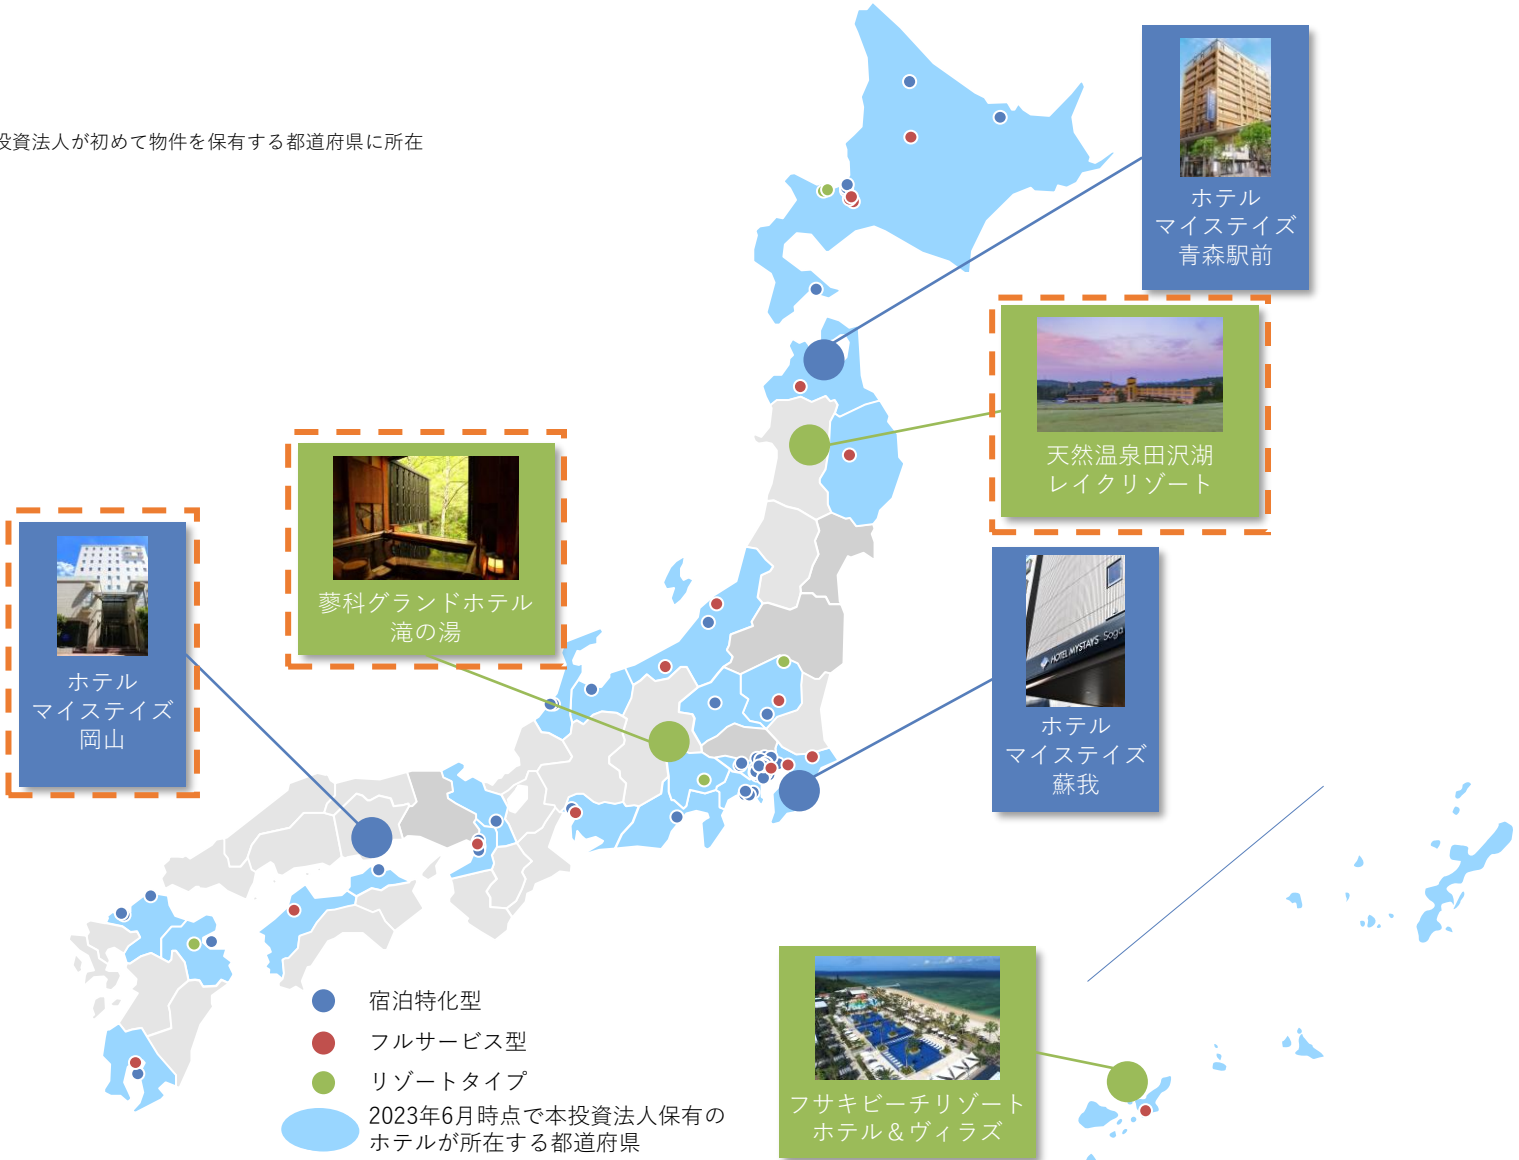 投資法人が初めて物件を保有する都道府県に所在
ホテル
マイステイズ
青森駅前
天然温泉田沢湖
レイクリゾート
蓼科グランドホテル
滝の湯
ホテル
マイステイズ
岡山
HOTEL MYSTAYS Soga
ホテル
マイステイズ
蘇我
フサキビーチリゾート
ホテル＆ヴィラズ
宿泊特化型
フルサービス型
リゾートタイプ
2023年6月時点で本投資法人保有の
ホテルが所在する都道府県